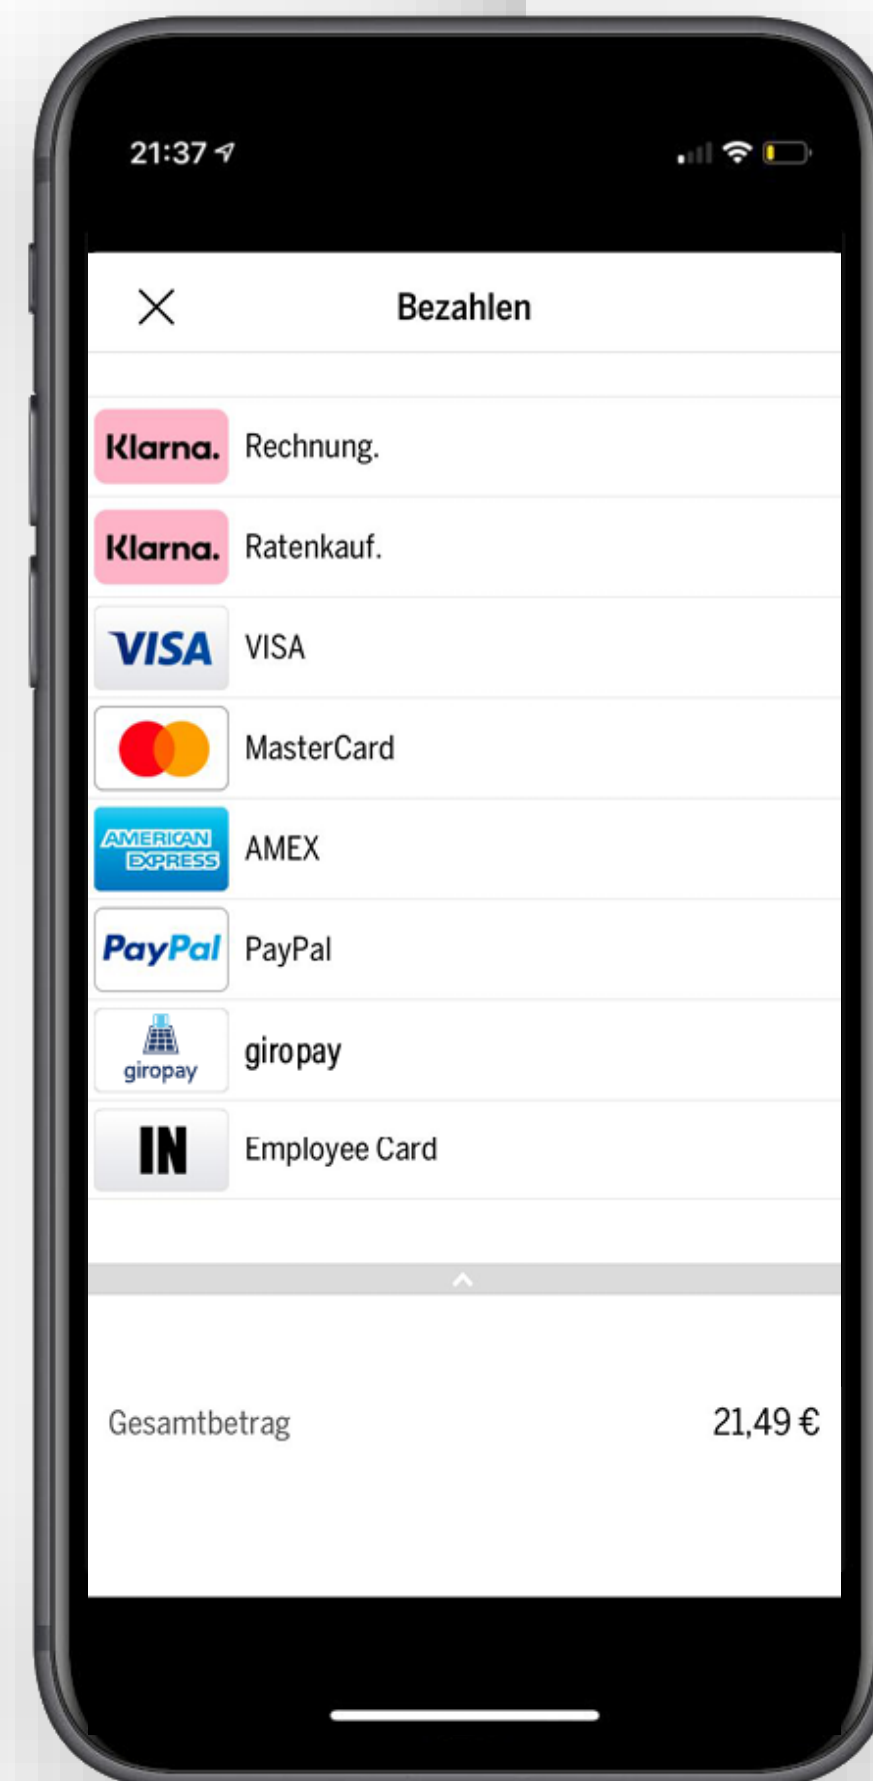 21:37
Bezahlen
Klarna. Rechnung.
Klarna. Ratenkauf.
VISA VISA
MasterCard
AMERICAN
EXPRESS AMEX
PayPal PayPal
giropay giropay
IN Employee Card
Gesamtbetrag 21,49 €